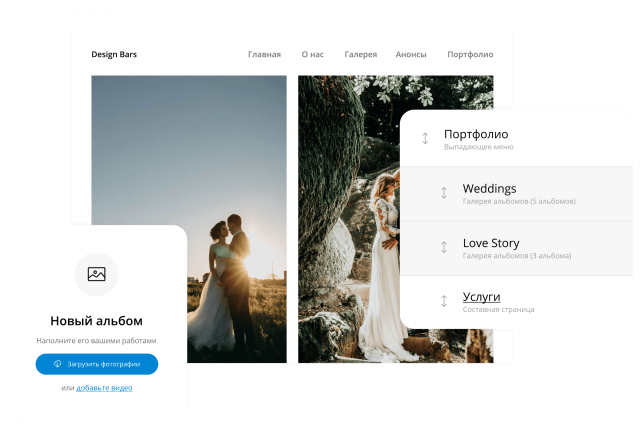 Design Bars
Главная
О нас
Галерея
Анонсы
Портфолио
Портфолио
Выпадающее меню
Weddings
Галерея альбомов (5 альбомов)
Love Story
Галерея альбомов (3 альбома)
Услуги
Составная страница
Новый альбом
Наполните его вашими работами
Загрузить фотографии
или добавьте видео